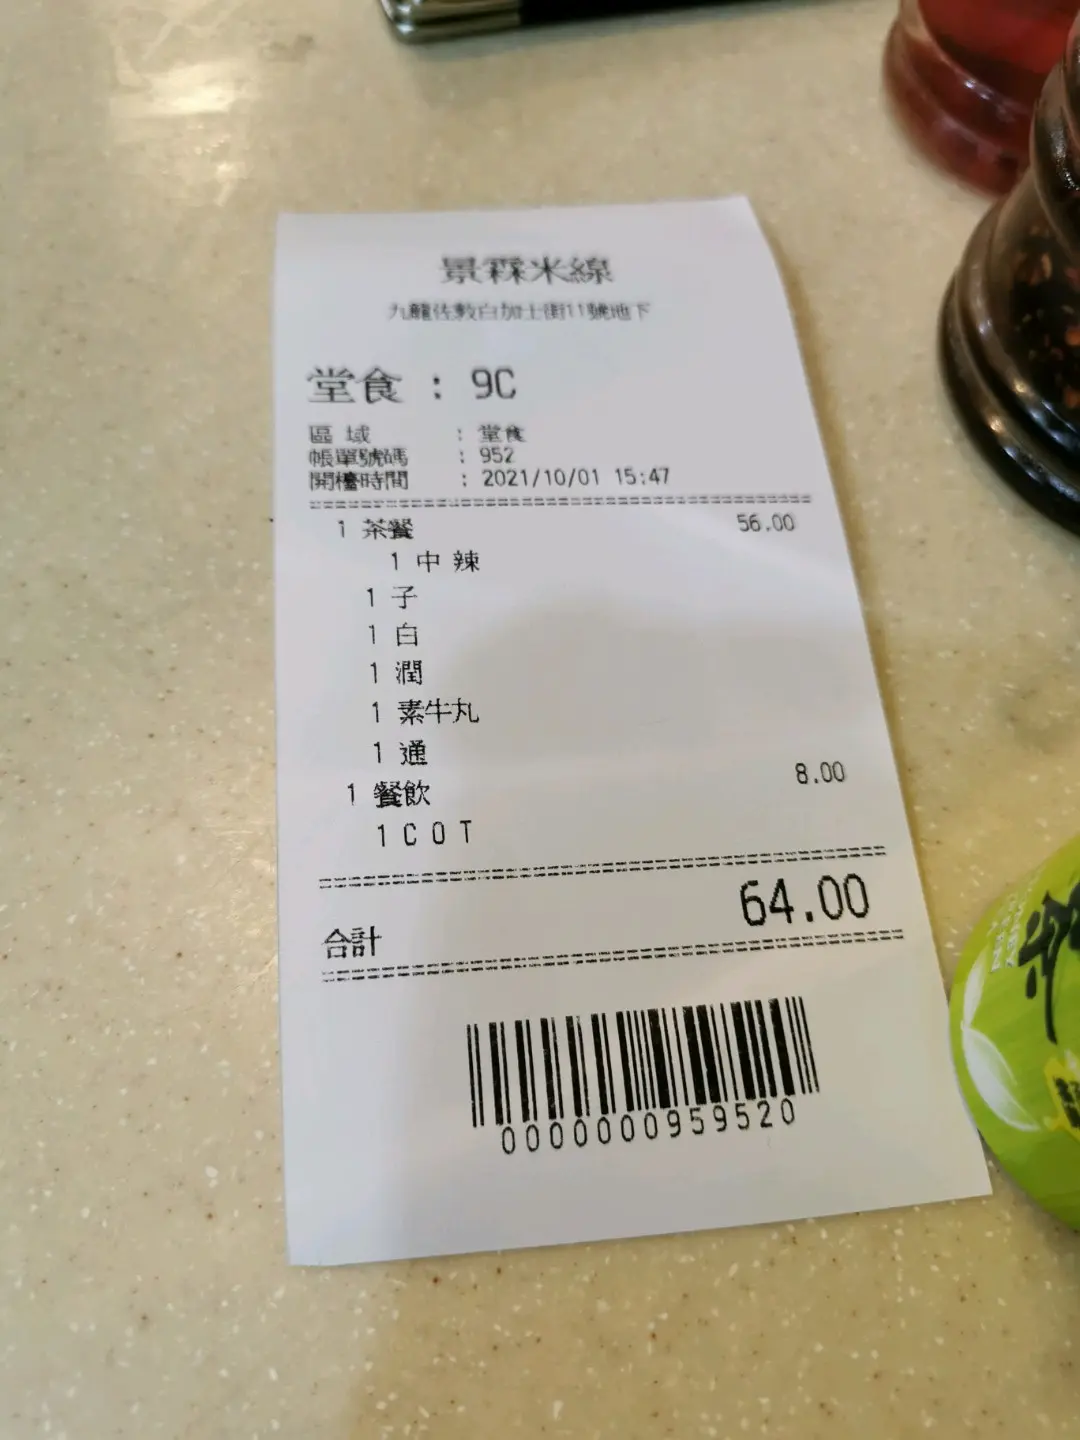 景霖米線
九龍佐敦白加士街11號地下
堂食 : 9C
區 域 : 堂食
帳單號碼 : 952
開檯時間 : 2021/10/01 15:47
1 茶餐 56.00
1 中 辣
1 子
1 白
1 潤
1 素牛丸
1 通
1 餐飲 8.00
1 C O T
合計 64.00
0000000959520